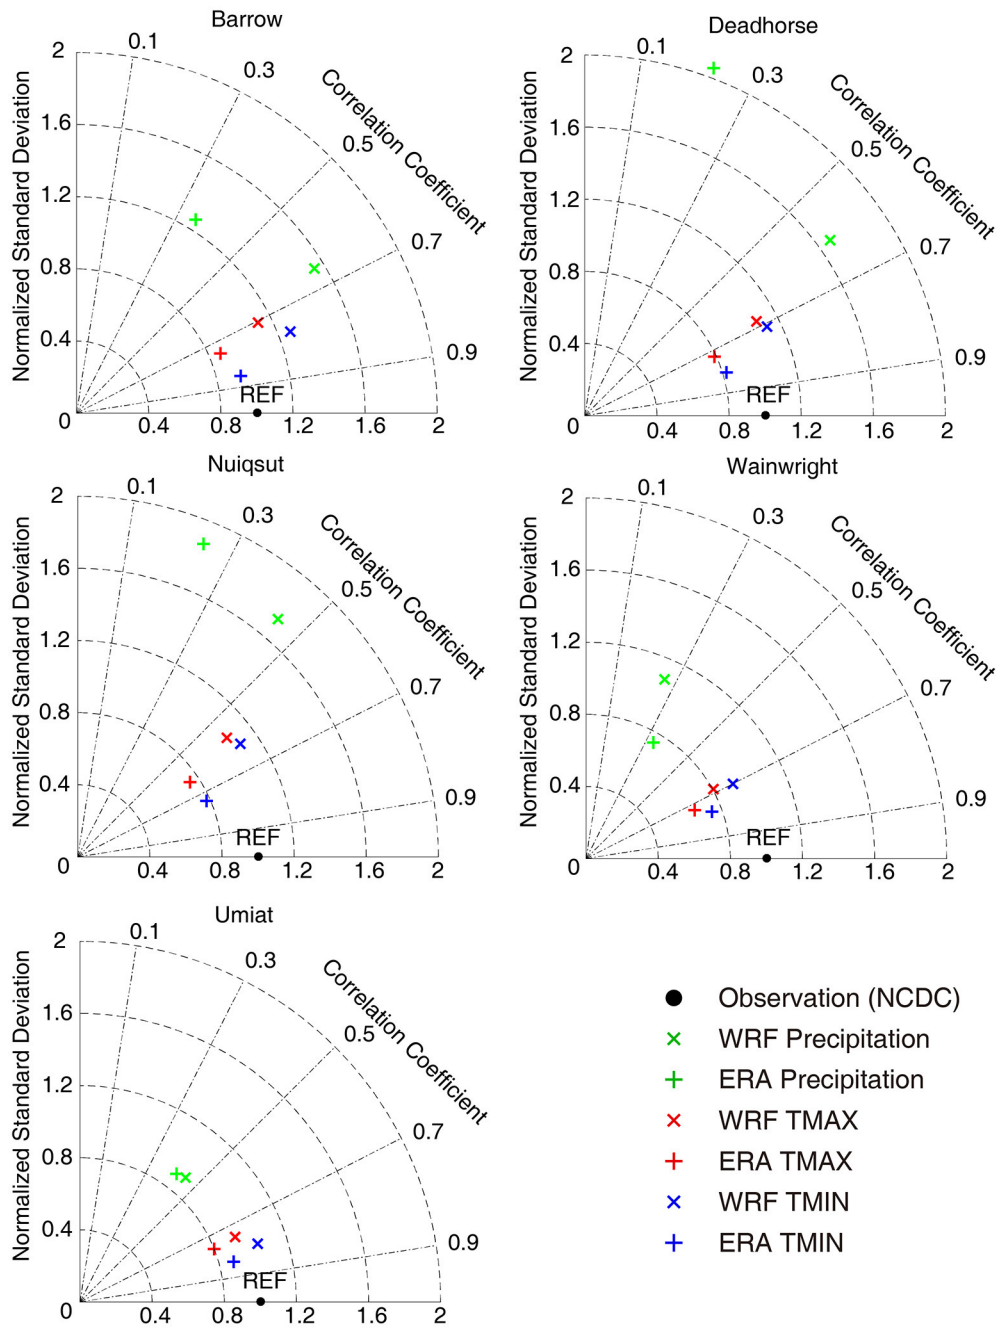 Barrow
Normalized Standard Deviation
Correlation Coefficient
2
1.6
1.2
0.8
0.4
0
0.1
0.3
0.5
0.7
0.9
REF
0.4 0.8 1.2 1.6 2
Deadhorse
Normalized Standard Deviation
Correlation Coefficient
2
1.6
1.2
0.8
0.4
0
0.1
0.3
0.5
0.7
0.9
REF
0.4 0.8 1.2 1.6 2
Nuiqsut
Normalized Standard Deviation
Correlation Coefficient
2
1.6
1.2
0.8
0.4
0
0.1
0.3
0.5
0.7
0.9
REF
0.4 0.8 1.2 1.6 2
Wainwright
Normalized Standard Deviation
Correlation Coefficient
2
1.6
1.2
0.8
0.4
0
0.1
0.3
0.5
0.7
0.9
REF
0.4 0.8 1.2 1.6 2
Umiat
Normalized Standard Deviation
Correlation Coefficient
2
1.6
1.2
0.8
0.4
0
0.1
0.3
0.5
0.7
0.9
REF
0.4 0.8 1.2 1.6 2
Observation (NCDC)
WRF Precipitation
ERA Precipitation
WRF TMAX
ERA TMAX
WRF TMIN
ERA TMIN